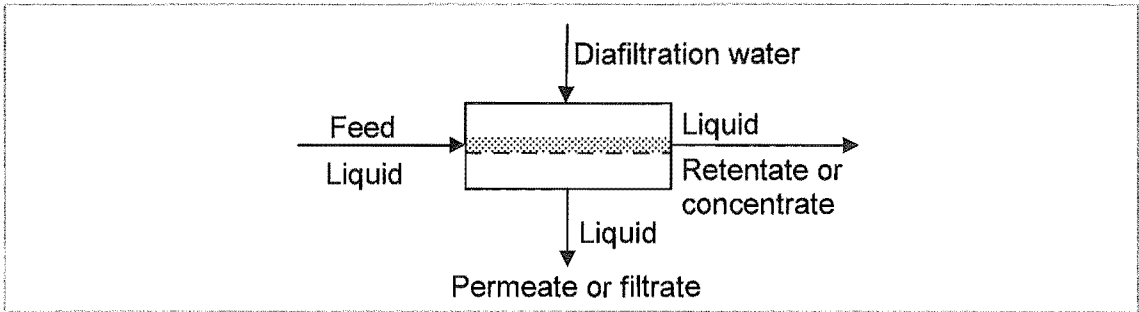 Diafiltration water
Feed
Liquid
Liquid
Retentate or
concentrate
Liquid
Permeate or filtrate